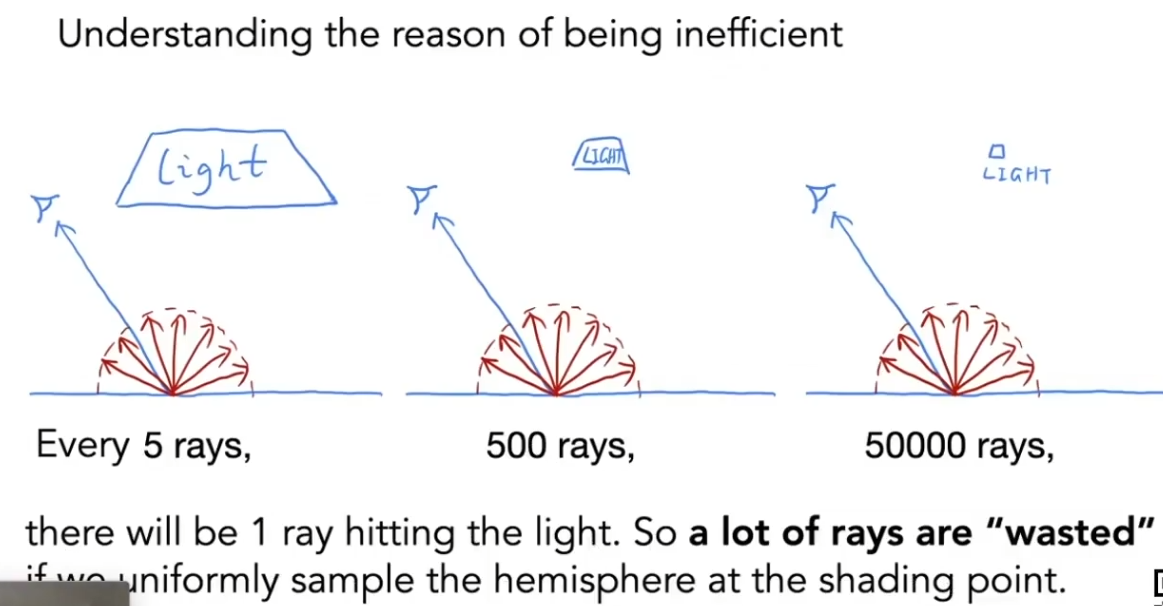 Understanding the reason of being inefficient
Light
LIGHT
LIGHT
Every 5 rays,
500 rays,
50000 rays,
there will be 1 ray hitting the light. So a lot of rays are “wasted”
if we uniformly sample the hemisphere at the shading point.